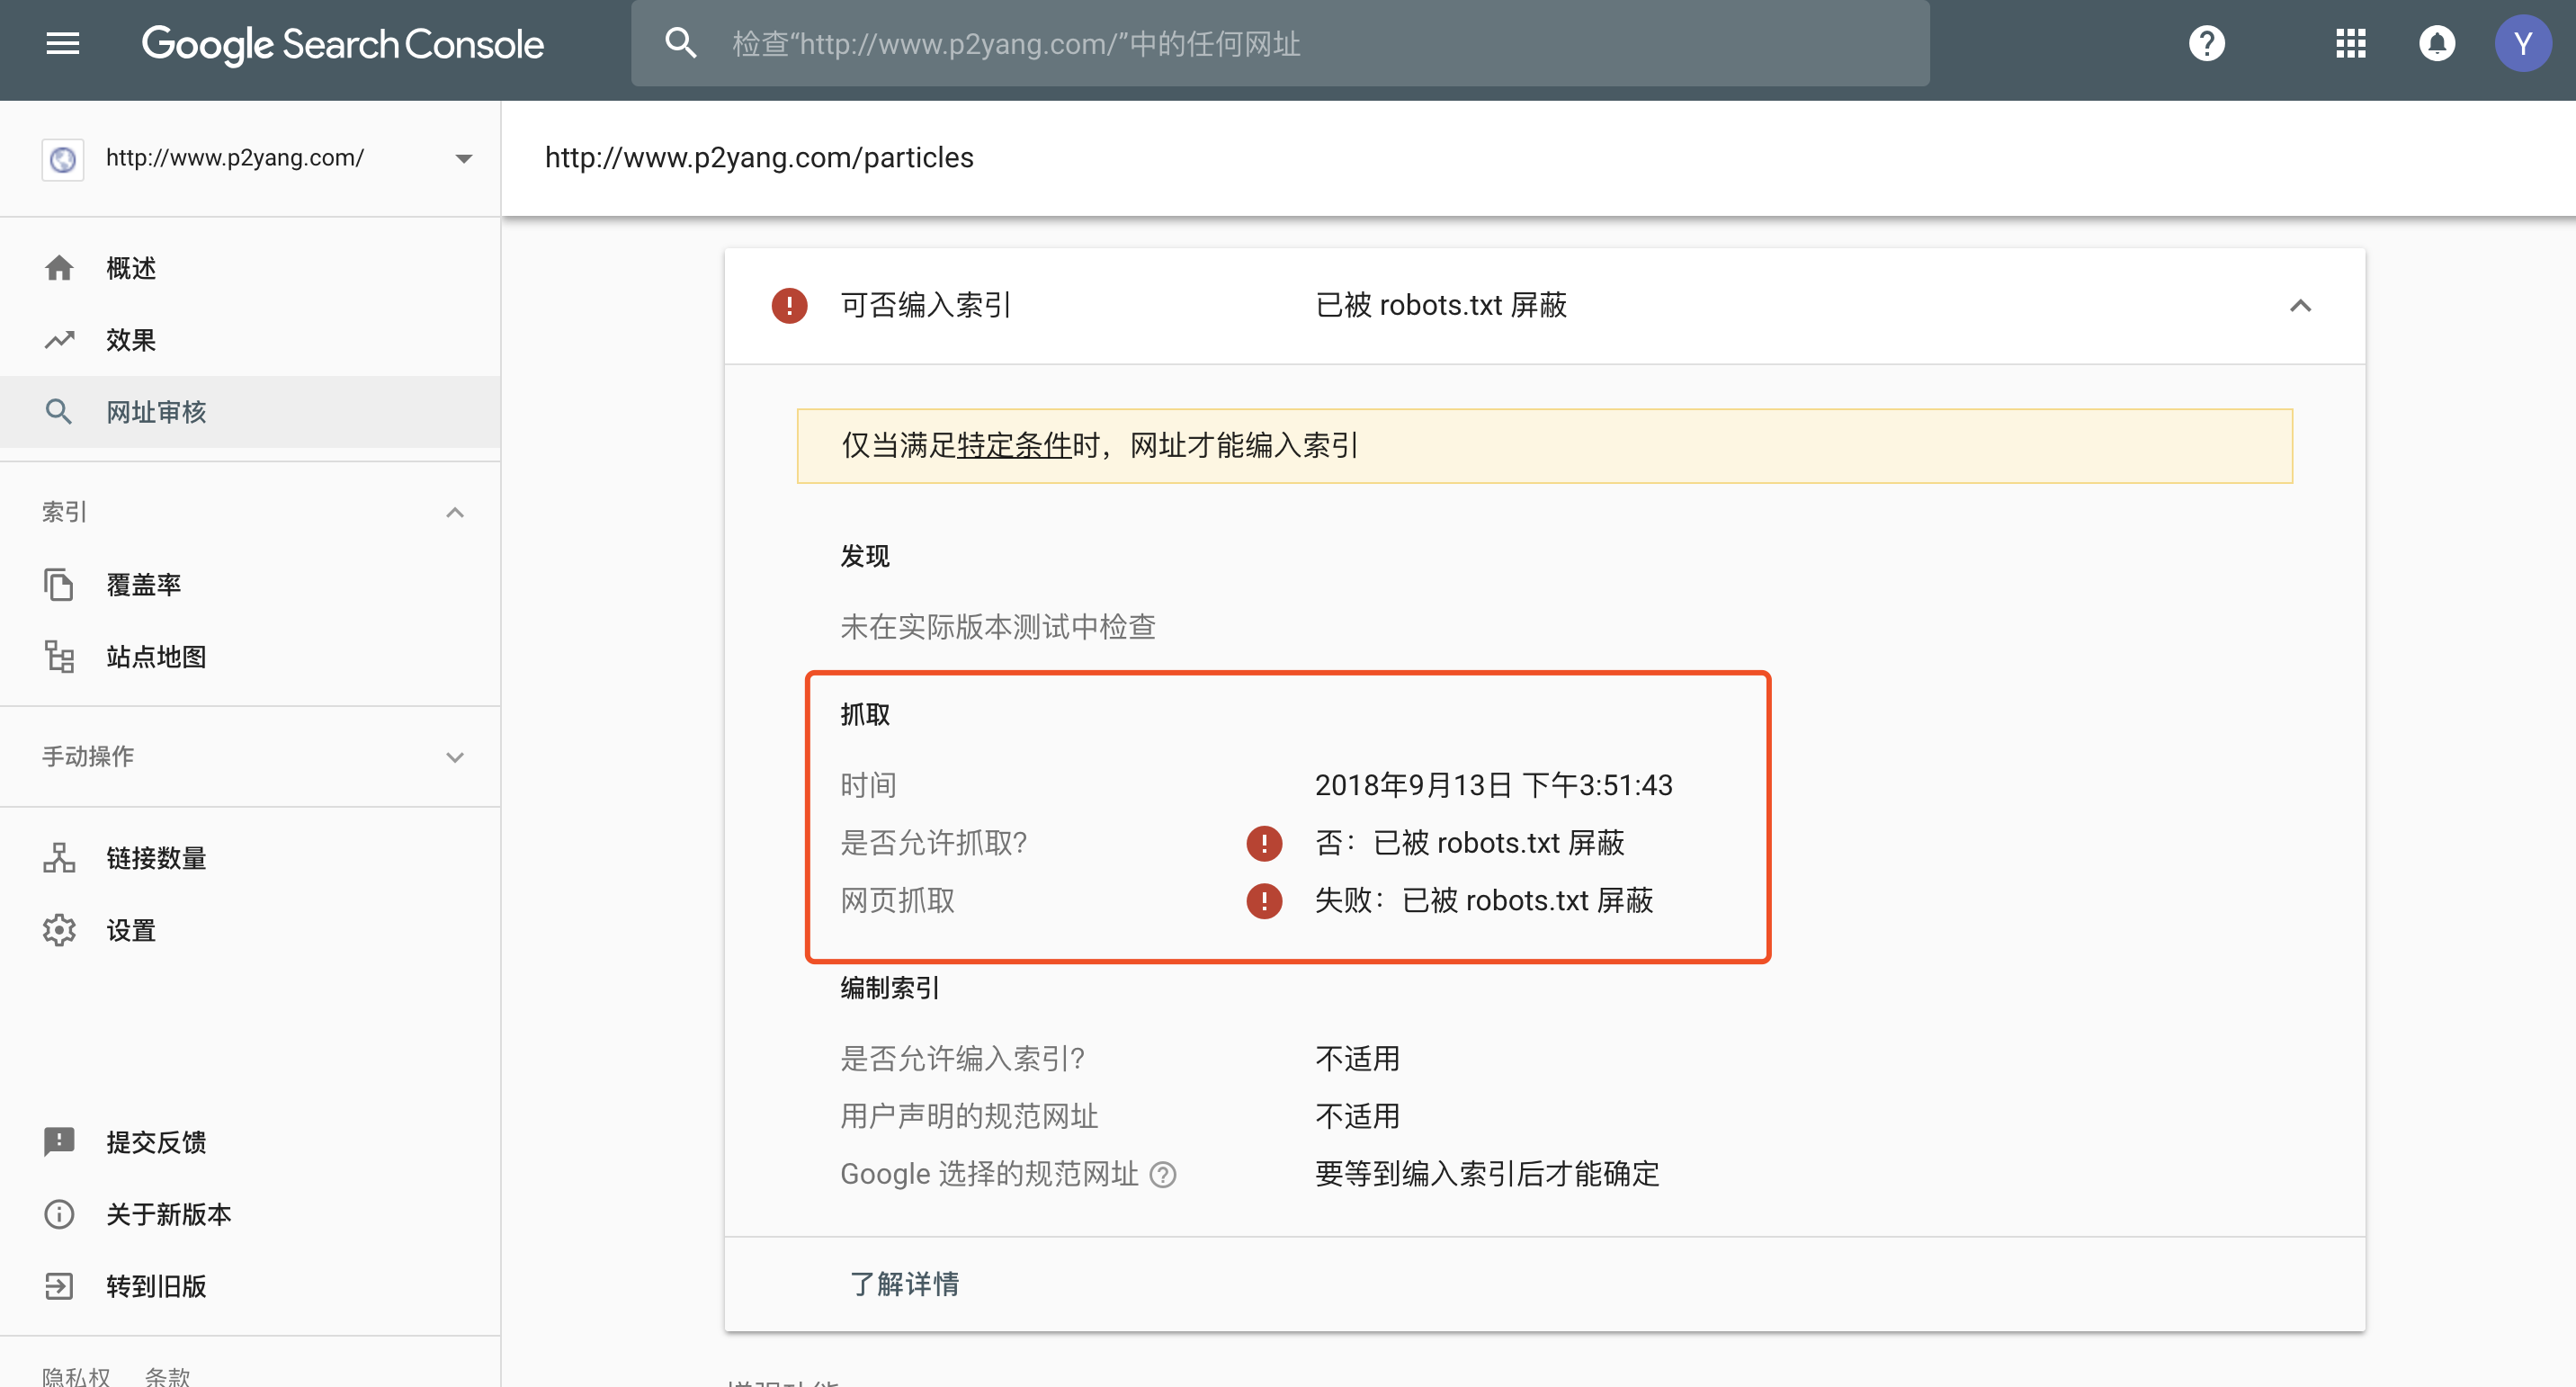 Google Search Console
检查“http://www.p2yang.com/”中的任何网址
Y
http://www.p2yang.com/
http://www.p2yang.com/particles
概述
效果
网址审核
索引
覆盖率
站点地图
手动操作
链接数量
设置
提交反馈
关于新版本
转到旧版
隐私权 条款
可否编入索引 已被 robots.txt 屏蔽
仅当满足特定条件时，网址才能编入索引
发现
未在实际版本测试中检查
抓取
时间 2018年9月13日 下午3:51:43
是否允许抓取? 否：已被 robots.txt 屏蔽
网页抓取 失败：已被 robots.txt 屏蔽
编制索引
是否允许编入索引? 不适用
用户声明的规范网址 不适用
Google 选择的规范网址 要等到编入索引后才能确定
了解详情